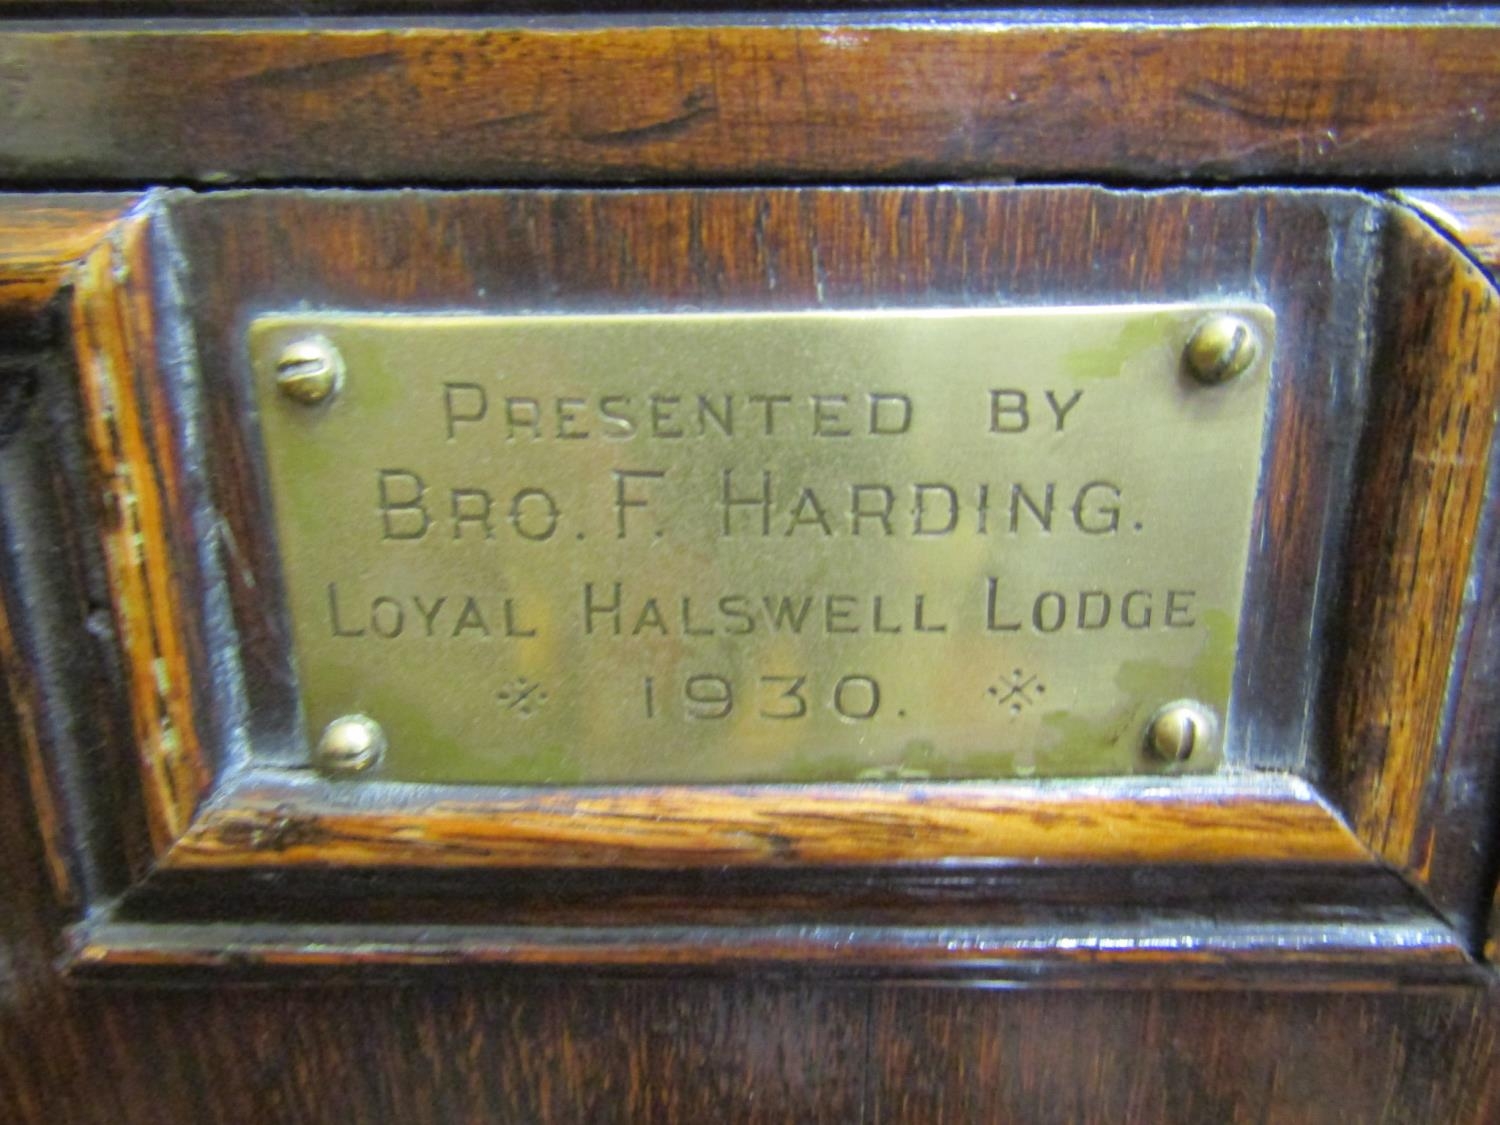 PRESENTED BY
BRO. F. HARDING.
LOYAL HALSWELL LODGE
※ 1930. ※